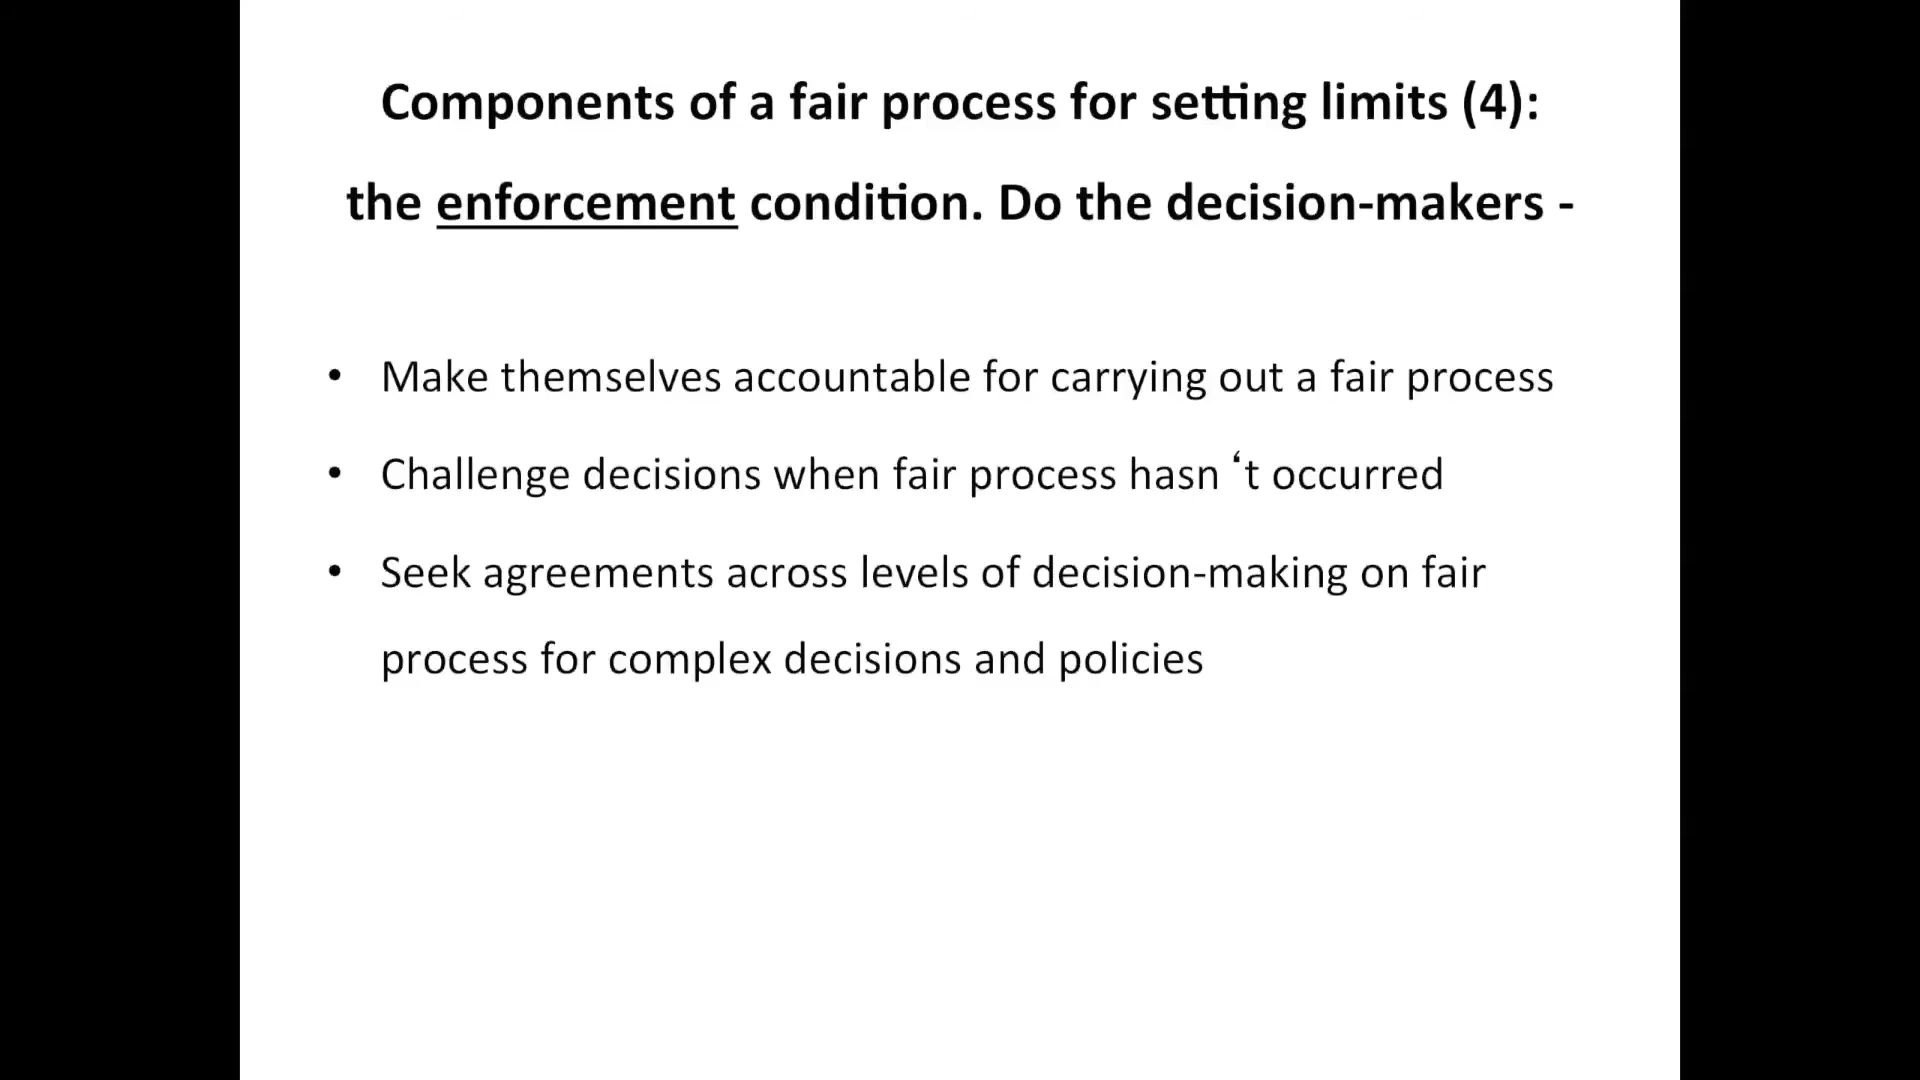 Components of a fair process for setting limits (4):
the enforcement condition. Do the decision-makers -
• Make themselves accountable for carrying out a fair process
• Challenge decisions when fair process hasn ‘t occurred
• Seek agreements across levels of decision-making on fair
process for complex decisions and policies